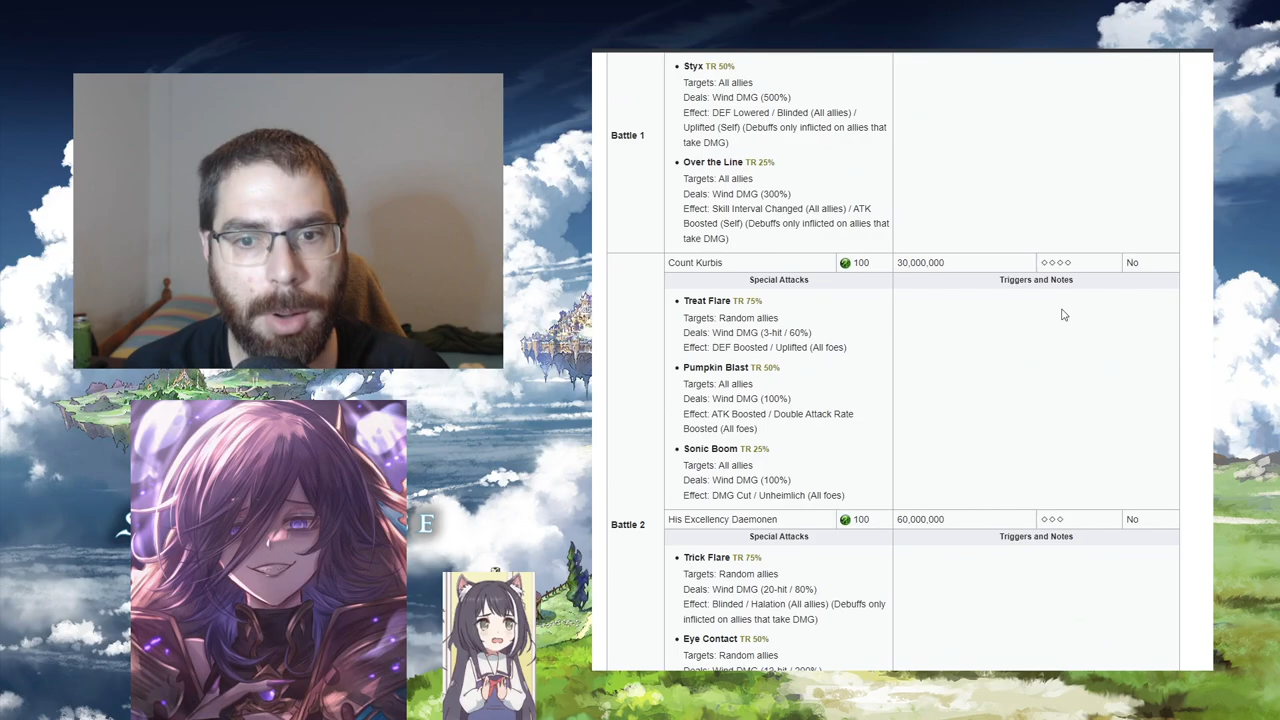 Battle 1
• Styx TR 50%
Targets: All allies
Deals: Wind DMG (500%)
Effect: DEF Lowered / Blinded (All allies) /
Uplifted (Self) (Debuffs only inflicted on allies that
take DMG)
• Over the Line TR 25%
Targets: All allies
Deals: Wind DMG (300%)
Effect: Skill Interval Changed (All allies) / ATK
Boosted (Self) (Debuffs only inflicted on allies that
take DMG)
Battle 2
Count Kurbis 100 30,000,000 ◇◇◇◇ No
Special Attacks Triggers and Notes
• Treat Flare TR 75%
Targets: Random allies
Deals: Wind DMG (3-hit / 60%)
Effect: DEF Boosted / Uplifted (All foes)
• Pumpkin Blast TR 50%
Targets: All allies
Deals: Wind DMG (100%)
Effect: ATK Boosted / Double Attack Rate
Boosted (All foes)
• Sonic Boom TR 25%
Targets: All allies
Deals: Wind DMG (100%)
Effect: DMG Cut / Unheimlich (All foes)
His Excellency Daemonen 100 60,000,000 ◇◇◇ No
Special Attacks Triggers and Notes
• Trick Flare TR 75%
Targets: Random allies
Deals: Wind DMG (20-hit / 80%)
Effect: Blinded / Halation (All allies) (Debuffs only
inflicted on allies that take DMG)
• Eye Contact TR 50%
Targets: Random allies
E